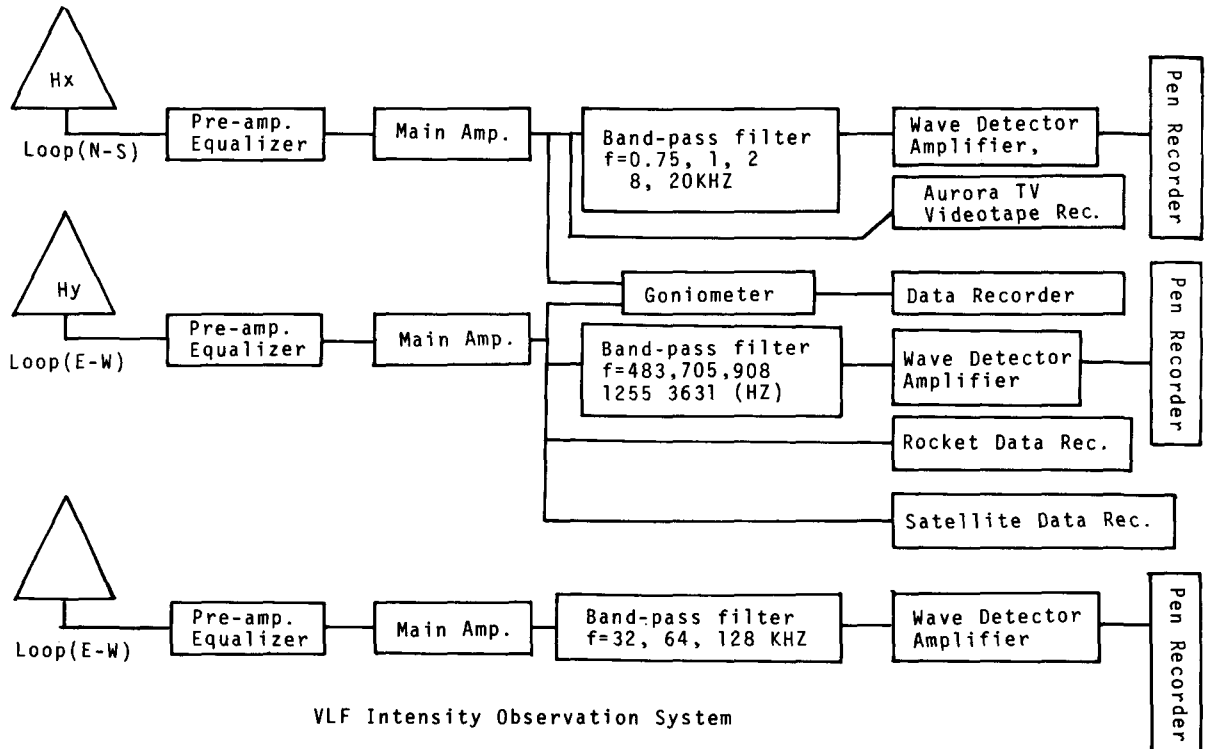 Hx
Loop(N-S)
Pre-amp.
Equalizer
Main Amp.
Band-pass filter
f=0.75, 1, 2
8, 20KHZ
Wave Detector
Amplifier,
Pen Recorder
Aurora TV
Videotape Rec.
Hy
Loop(E-W)
Pre-amp.
Equalizer
Main Amp.
Goniometer
Data Recorder
Band-pass filter
f=483,705,908
1255 3631 (HZ)
Wave Detector
Amplifier
Pen Recorder
Rocket Data Rec.
Satellite Data Rec.
Loop(E-W)
Pre-amp.
Equalizer
Main Amp.
Band-pass filter
f=32, 64, 128 KHZ
Wave Detector
Amplifier
Pen Recorder
VLF Intensity Observation System